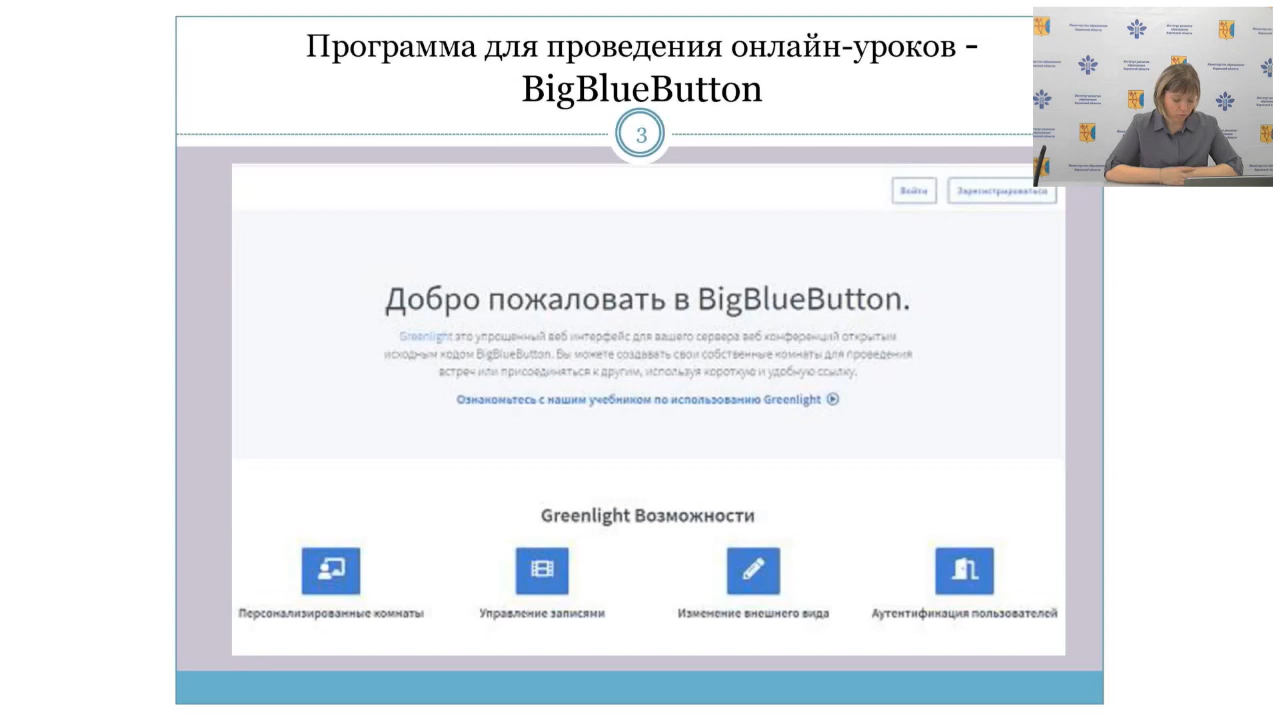 Программа для проведения онлайн-уроков -
BigBlueButton
3
Войти
Зарегистрироваться
Добро пожаловать в BigBlueButton.
Greenlight это упрощенный веб интерфейс для вашего сервера веб конференций открытым
исходным кодом BigBlueButton. Вы можете создавать свои собственные комнаты для проведения
встреч или присоединяться к другим, используя короткую и удобную ссылку.
Ознакомьтесь с нашим учебником по использованию Greenlight
Greenlight Возможности
Персонализированные комнаты
Управление записями
Изменение внешнего вида
Аутентификация пользователей